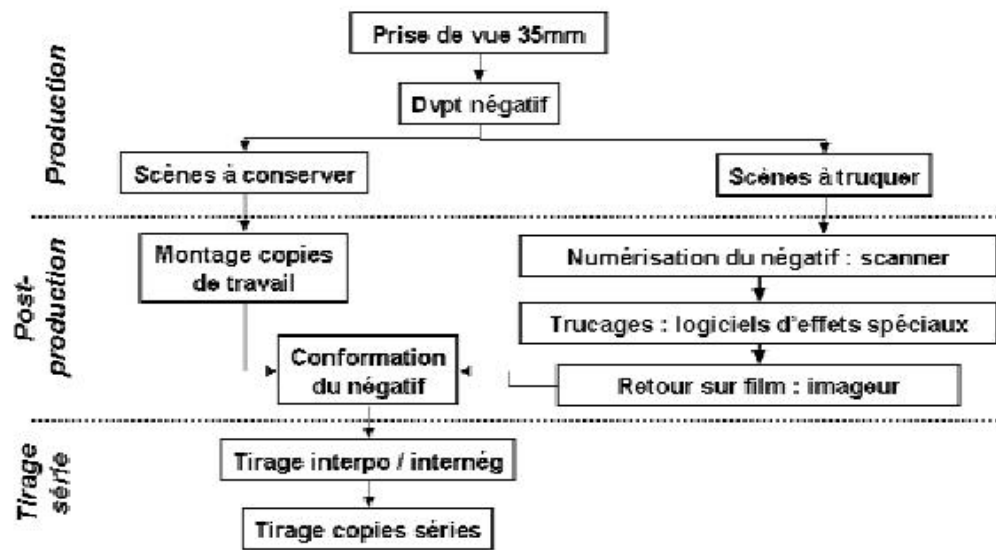 Production
Prise de vue 35mm
Dvpt négatif
Scènes à conserver
Scènes à truquer
Post-
production
Montage copies
de travail
Numérisation du négatif : scanner
Trucages : logiciels d'effets spéciaux
Conformation
du négatif
Retour sur film : imageur
Tirage
série
Tirage interpo / internég
Tirage copies séries